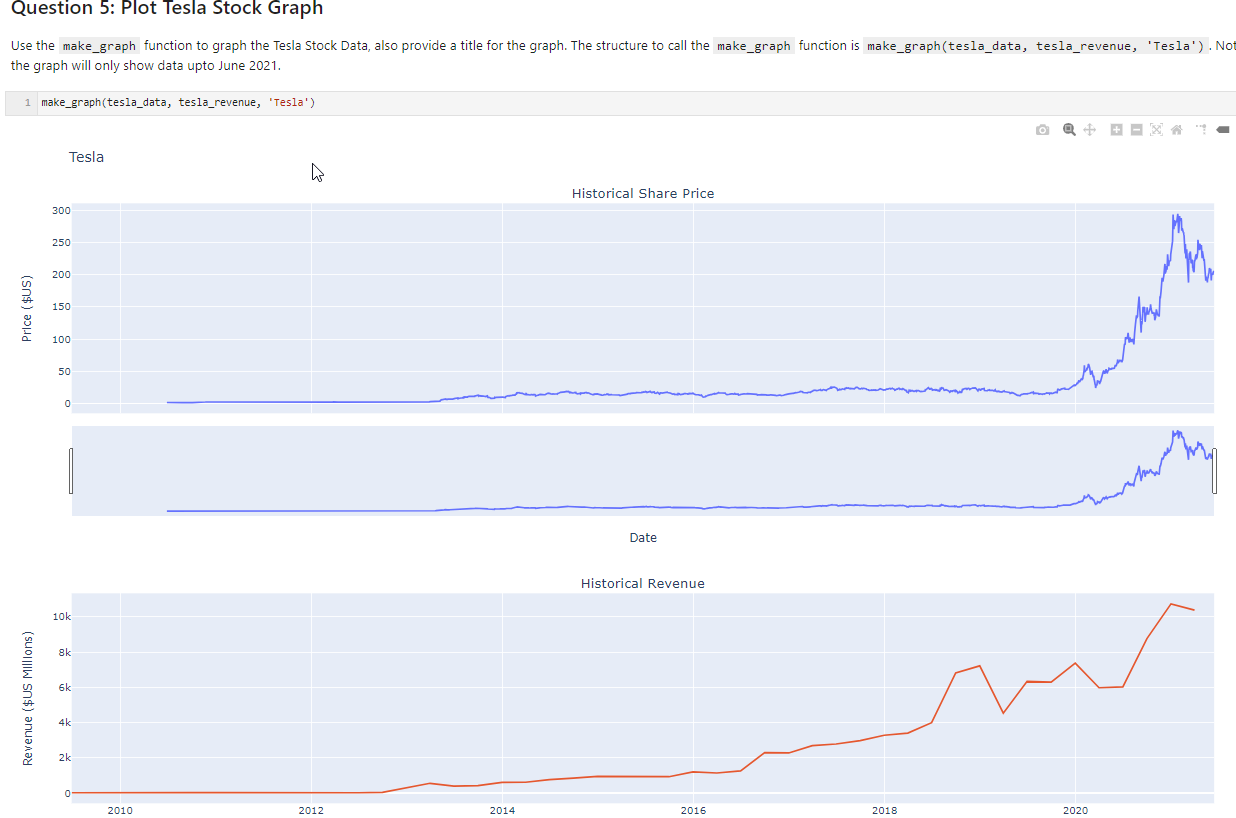 Question 5: Plot Tesla Stock Graph
Use the make_graph function to graph the Tesla Stock Data, also provide a title for the graph. The structure to call the make_graph function is make_graph(tesla_data, tesla_revenue, 'Tesla'). Not
the graph will only show data upto June 2021.
1 make_graph(tesla_data, tesla_revenue, 'Tesla')
Tesla
Historical Share Price
300
250
200
150
100
50
0
Price ($US)
Date
Historical Revenue
10k
8k
6k
4k
2k
0
Revenue ($US Millions)
2010 2012 2014 2016 2018 2020